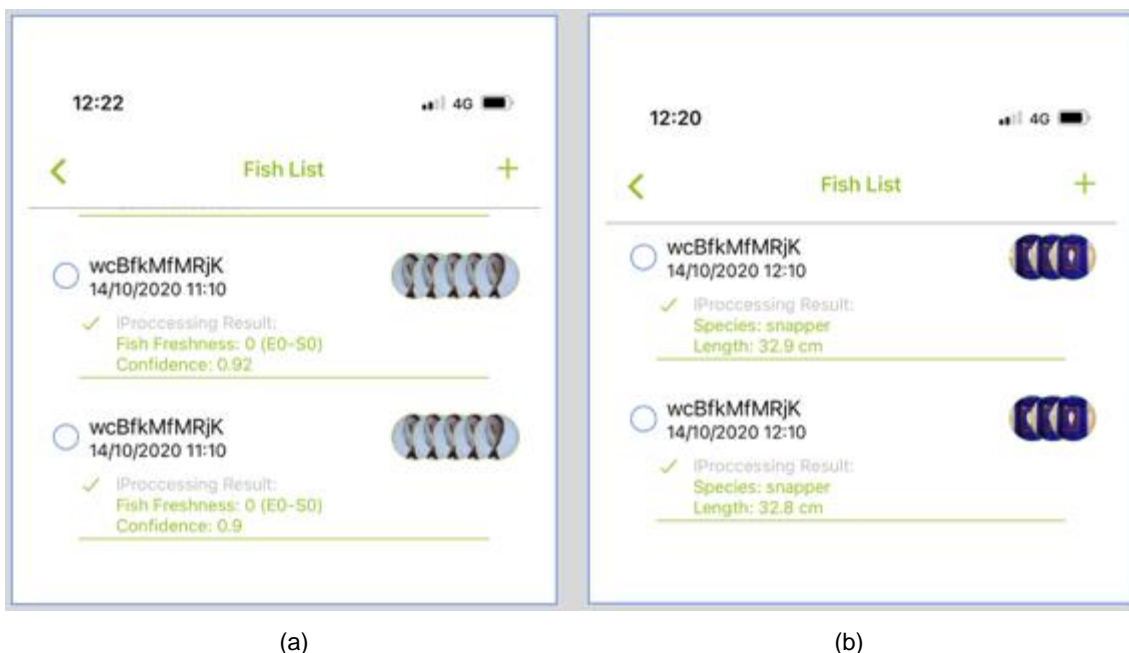 12:22
4G
Fish List
+
wcBfkMfMRjK
14/10/2020 11:10
IProccessing Result:
Fish Freshness: 0 (E0-S0)
Confidence: 0.92
wcBfkMfMRjK
14/10/2020 11:10
IProccessing Result:
Fish Freshness: 0 (E0-S0)
Confidence: 0.9
(a)
12:20
4G
Fish List
+
wcBfkMfMRjK
14/10/2020 12:10
IProccessing Result:
Species: snapper
Length: 32.9 cm
wcBfkMfMRjK
14/10/2020 12:10
IProccessing Result:
Species: snapper
Length: 32.8 cm
(b)